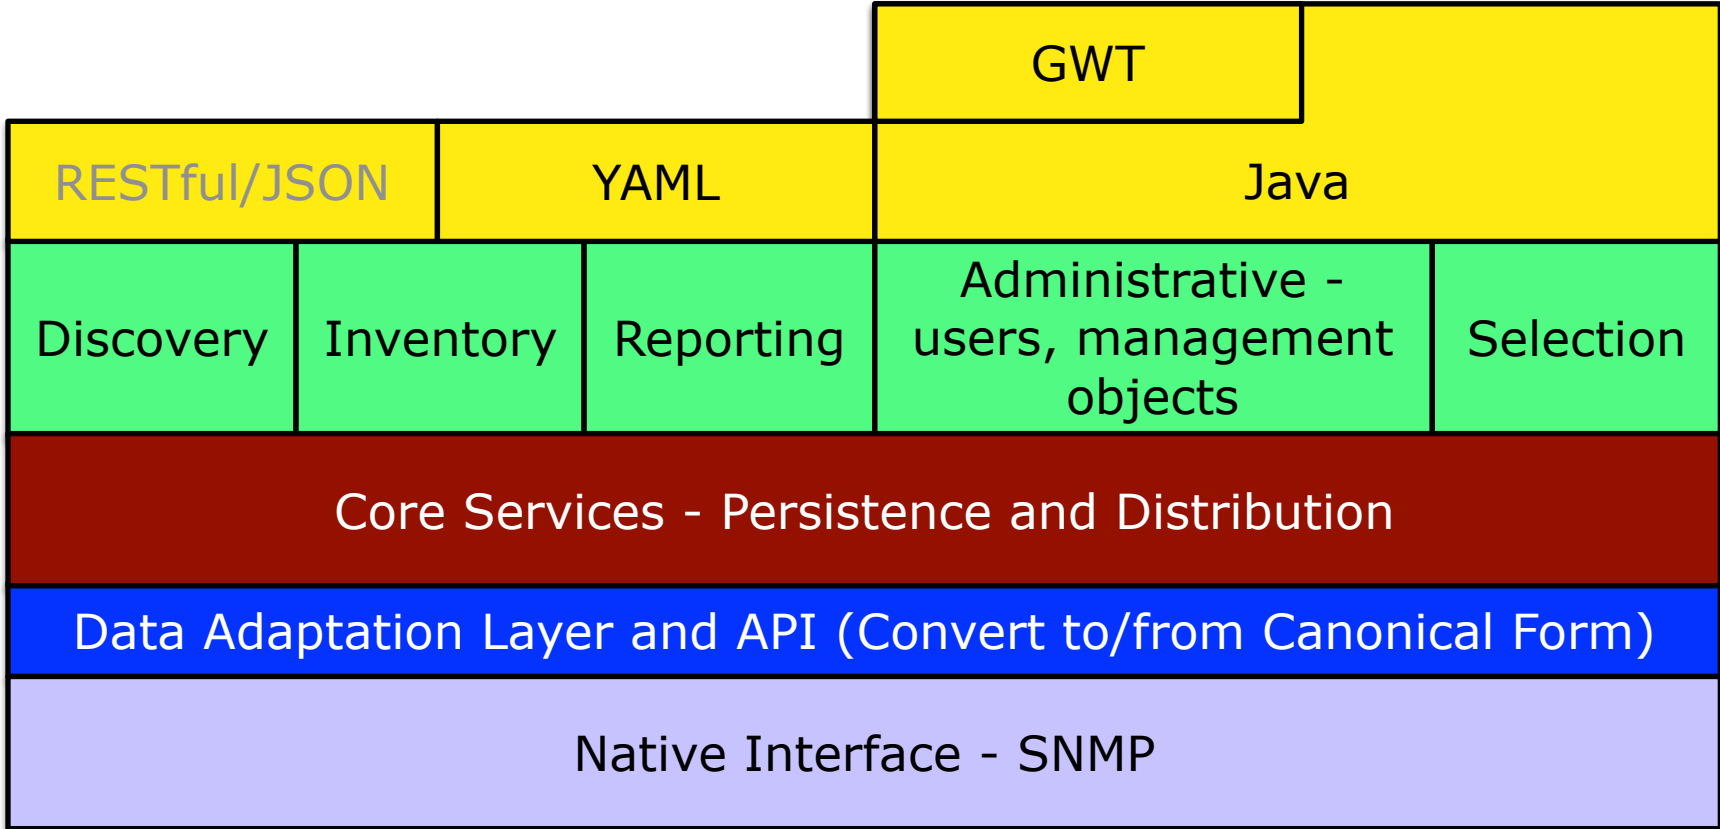 GWT
RESTful/JSON
YAML
Java
Discovery
Inventory
Reporting
Administrative -
users, management
objects
Selection
Core Services - Persistence and Distribution
Data Adaptation Layer and API (Convert to/from Canonical Form)
Native Interface - SNMP